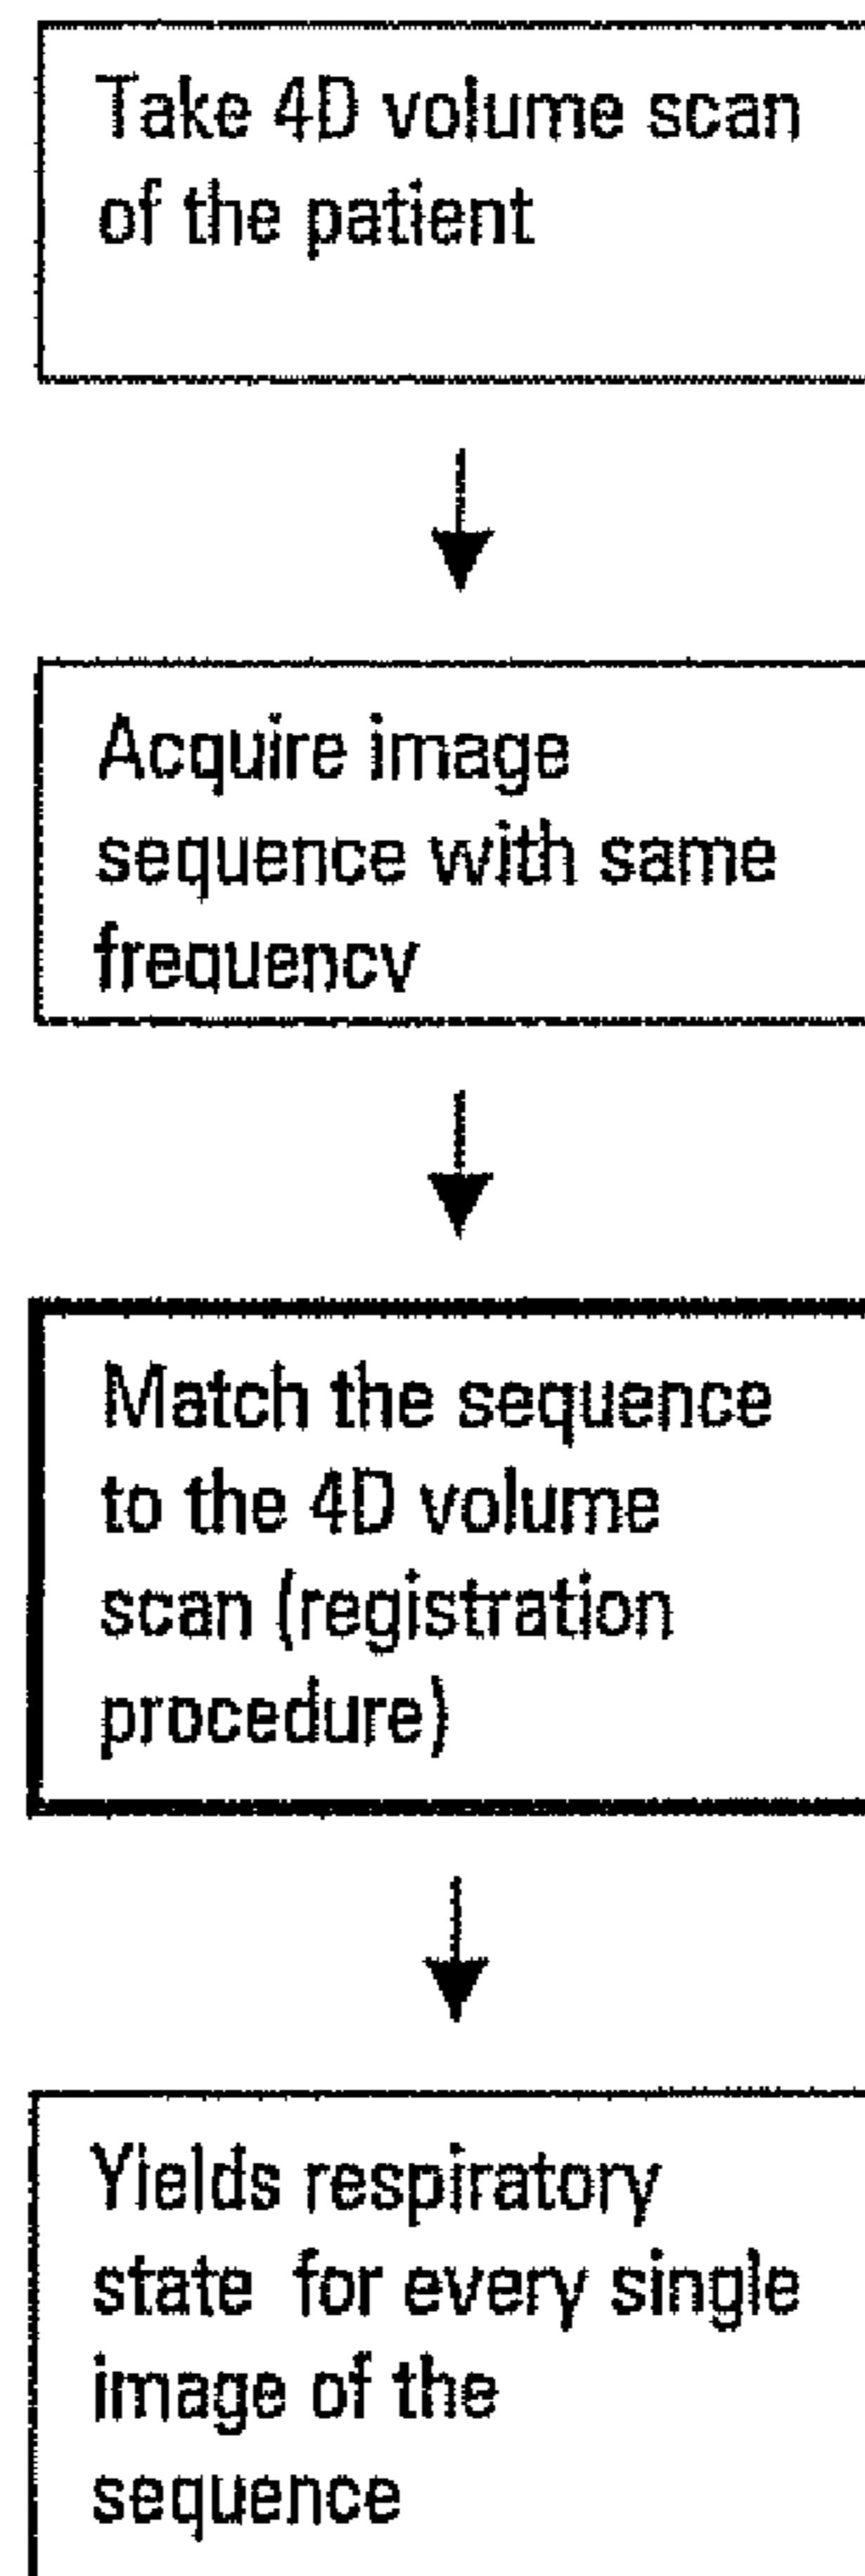 Take 4D volume scan
of the patient
Acquire image
sequence with same
frequency
Match the sequence
to the 4D volume
scan (registration
procedure)
Yields respiratory
state for every single
image of the
sequence